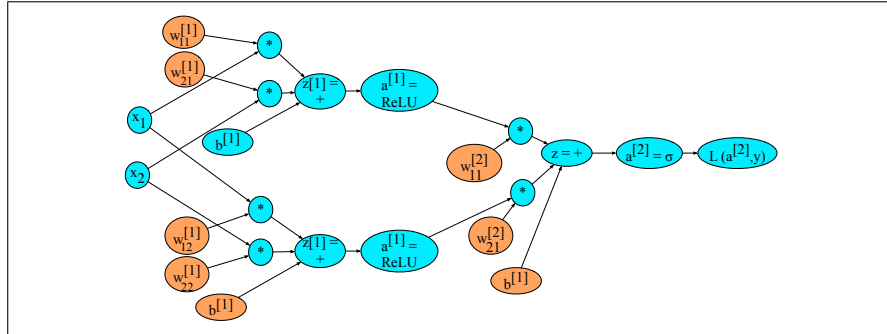 w[1]11
*
w[1]21
*
z[1] =
+
a[1] =
ReLU
x1
b[1]
*
w[2]11
z = +
a[2] = σ
L (a[2],y)
x2
*
*
w[1]12
w[2]21
*
z[1] =
+
a[1] =
ReLU
w[1]22
b[1]
b[1]